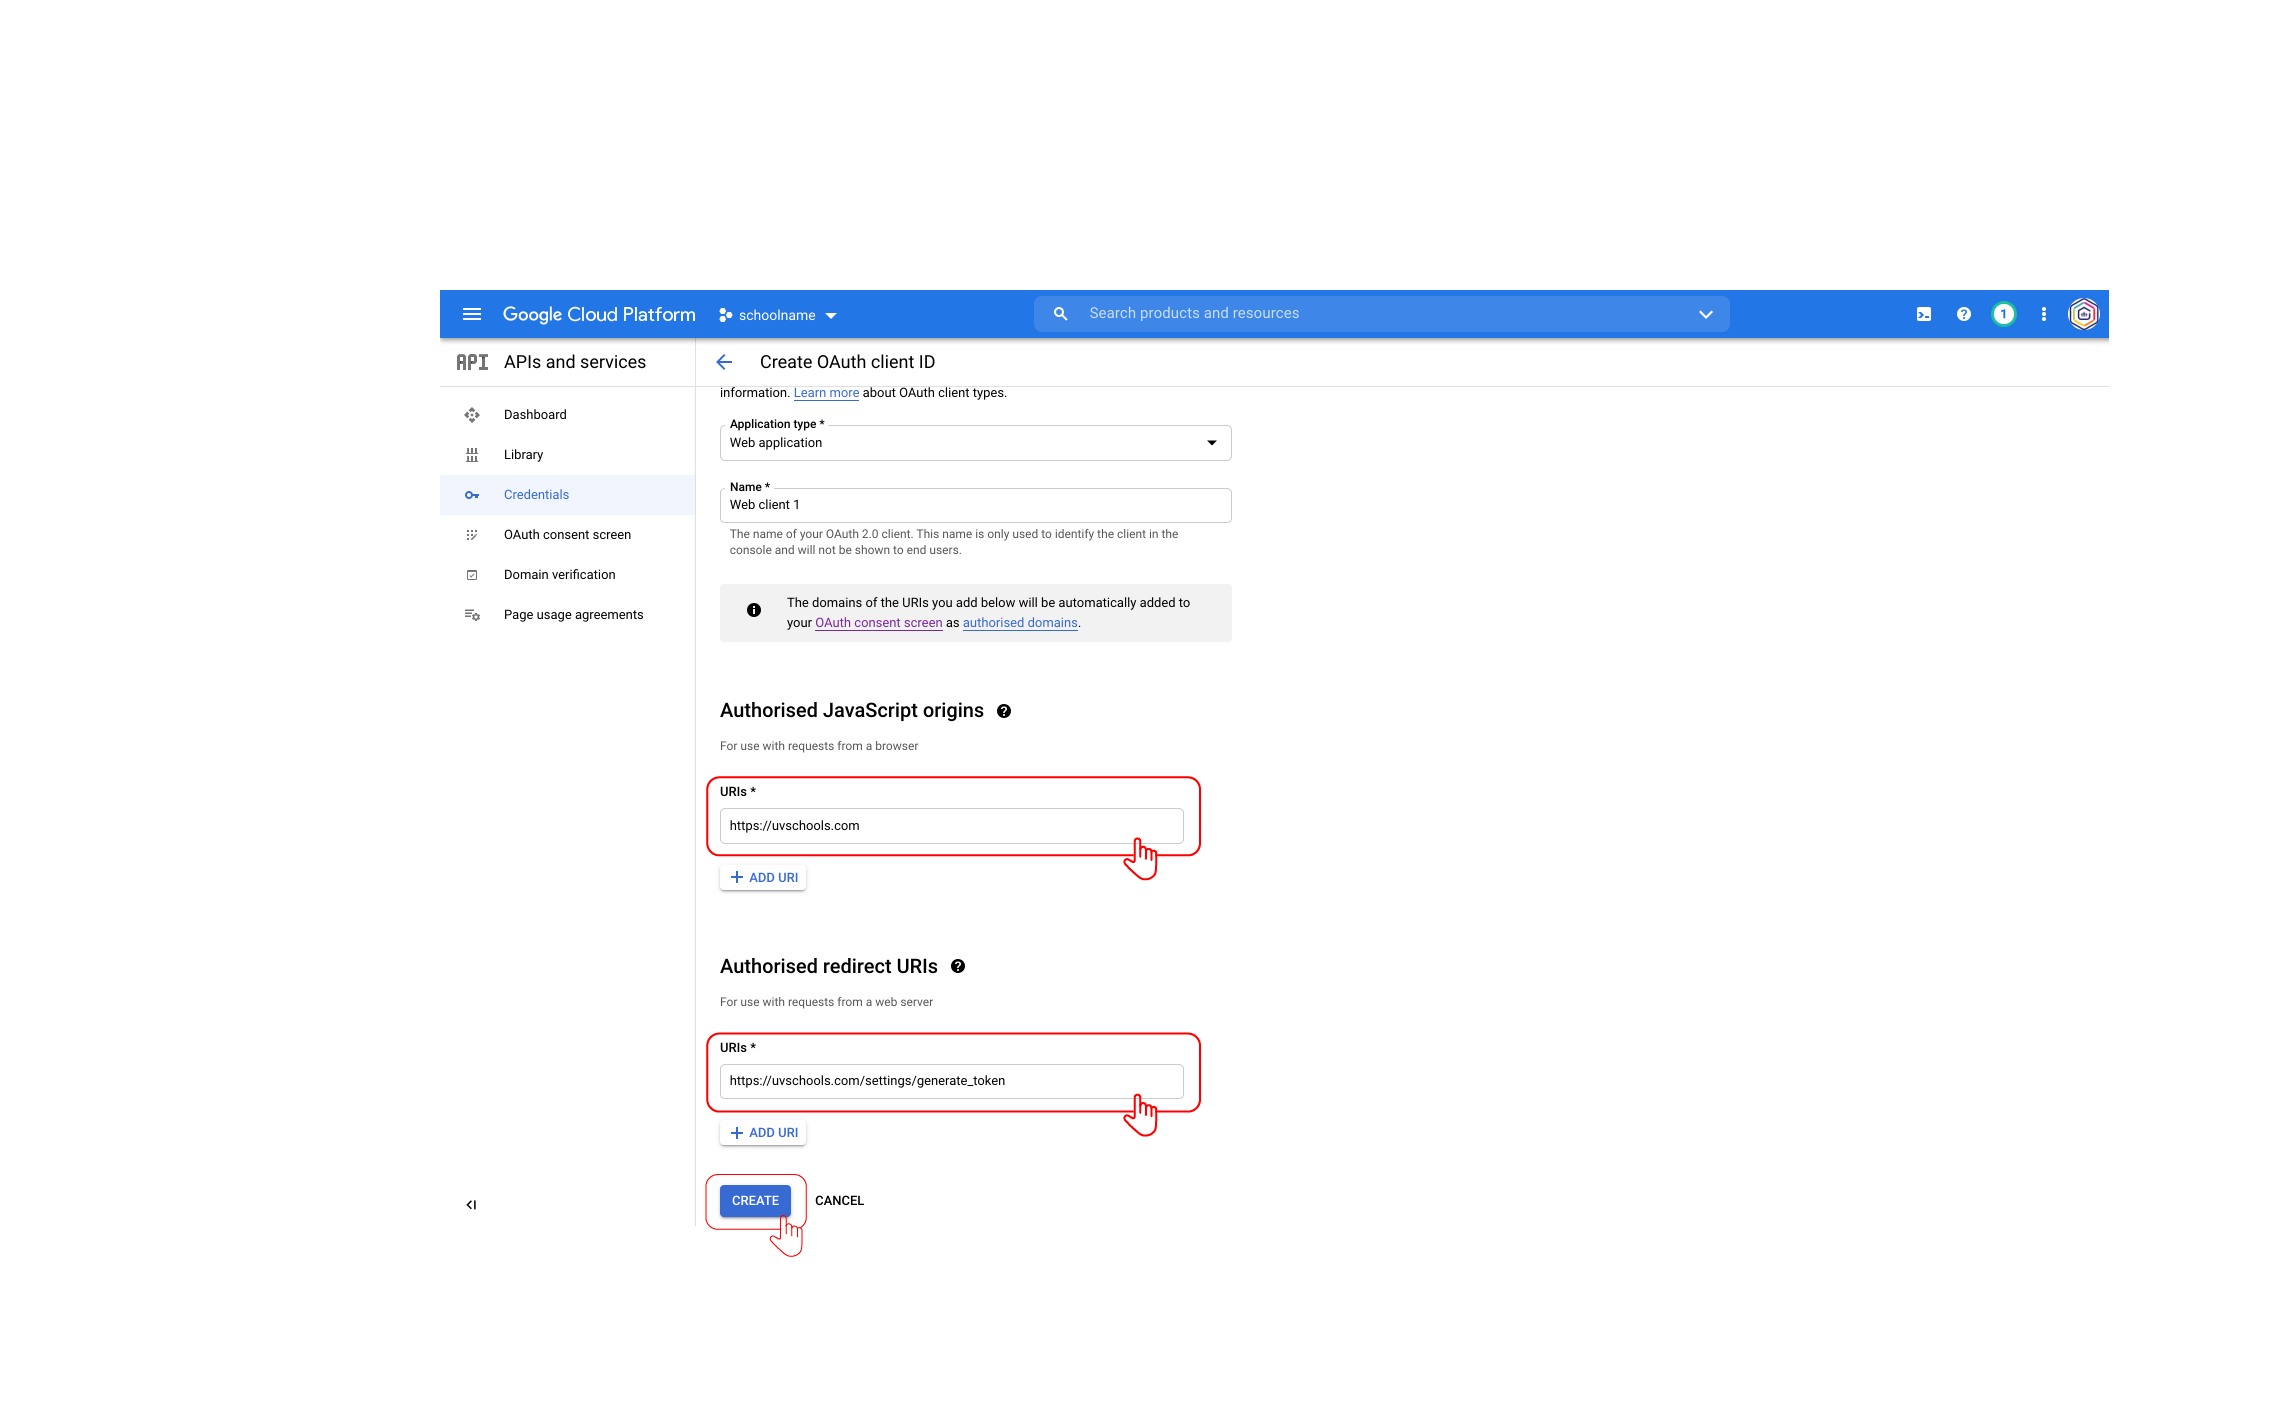 Google Cloud Platform
schoolname
Search products and resources
1
API APIs and services
Create OAuth client ID
Dashboard
Library
Credentials
OAuth consent screen
Domain verification
Page usage agreements
information. Learn more about OAuth client types.
Application type *
Web application
Name *
Web client 1
The name of your OAuth 2.0 client. This name is only used to identify the client in the
console and will not be shown to end users.
The domains of the URIs you add below will be automatically added to
your OAuth consent screen as authorised domains.
Authorised JavaScript origins
For use with requests from a browser
URIs *
https://uvschools.com
ADD URI
Authorised redirect URIs
For use with requests from a web server
URIs *
https://uvschools.com/settings/generate_token
ADD URI
CREATE
CANCEL